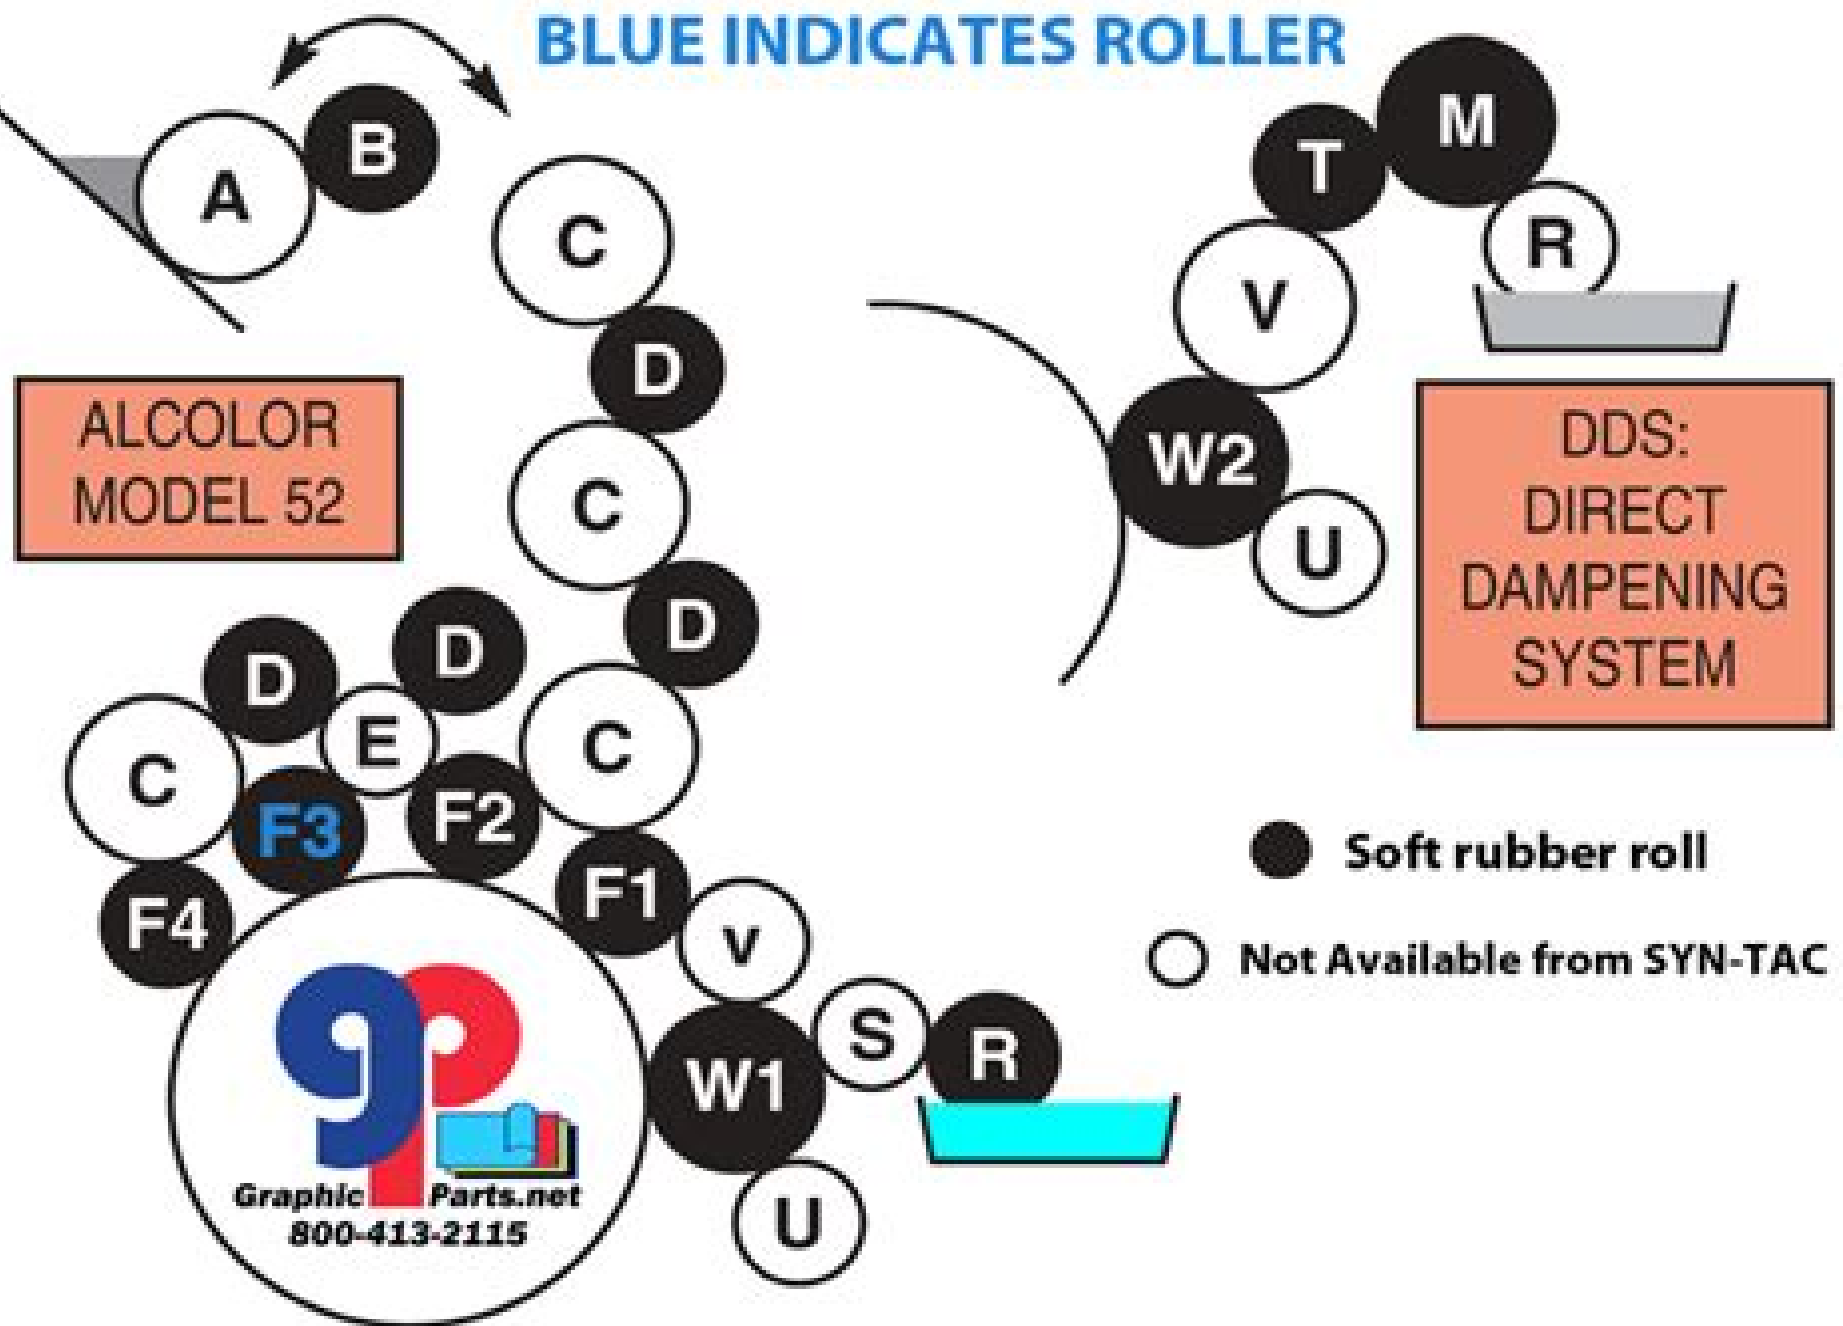 BLUE INDICATES ROLLER
A
B
C
D
C
D
C
D
D
E
C
F3
F2
F1
F4
V
S
R
W1
U
ALCOLOR
MODEL 52
T
M
R
V
W2
U
DDS:
DIRECT
DAMPENING
SYSTEM
Soft rubber roll
Not Available from SYN-TAC
gp
Graphic Parts.net
800-413-2115